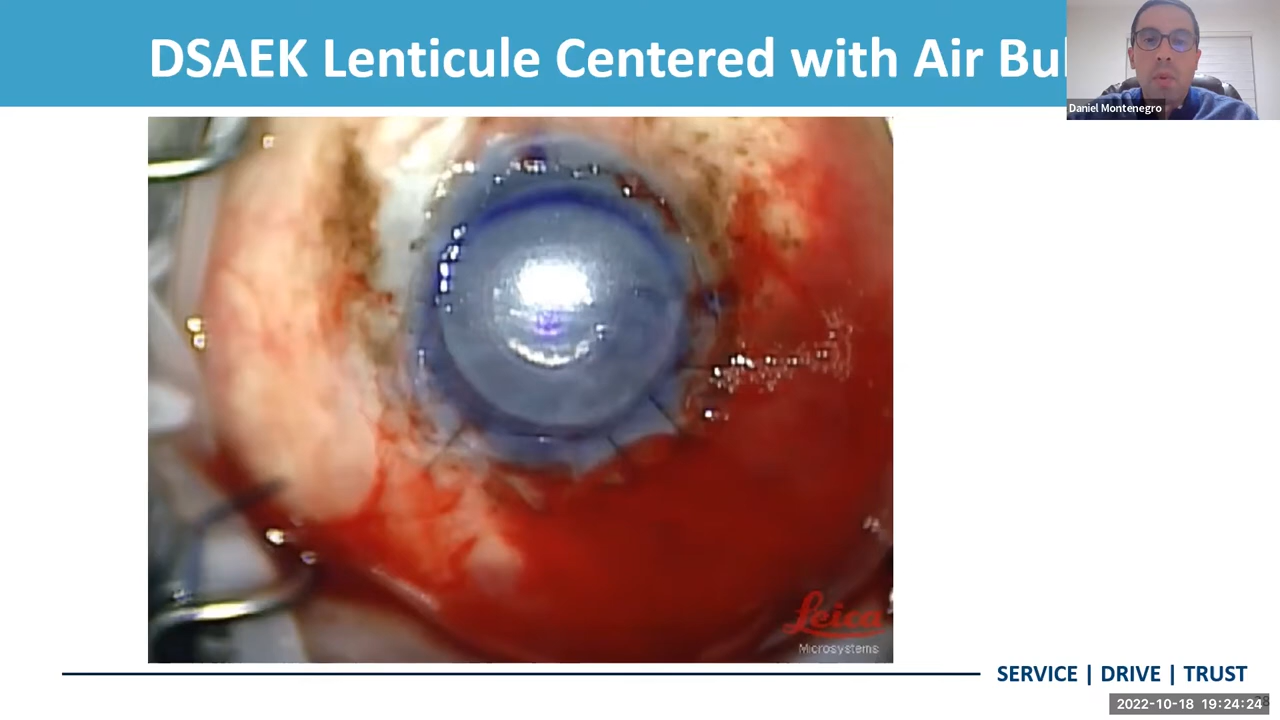 DSAEK Lenticule Centered with Air Bu
Daniel Montenegro
Leica
Microsystems
SERVICE | DRIVE | TRUST
2022-10-18 19:24:24